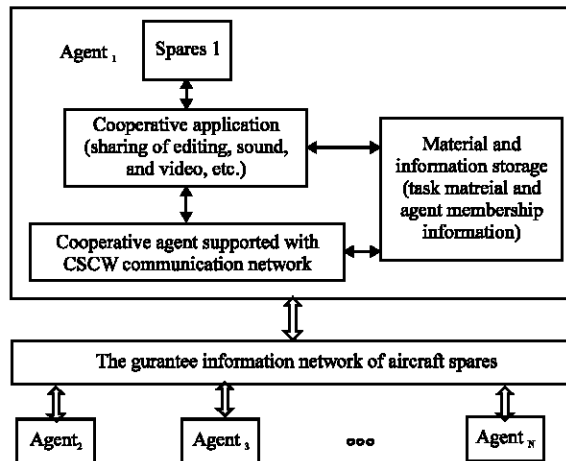 Agent 1
Spares 1
Cooperative application
(sharing of editing, sound,
and video, etc.)
Material and
information storage
(task matreial and
agent membership
information)
Cooperative agent supported with
CSCW communication network
The gurantee information network of aircraft spares
Agent2
Agent 3
ooo
Agent N